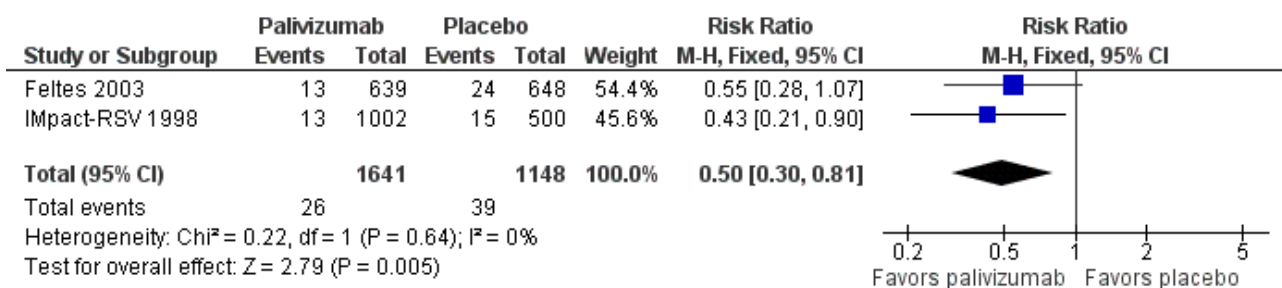 Palivizumab Placebo Risk Ratio Risk Ratio
Study or Subgroup Events Total Events Total Weight M-H, Fixed, 95% CI M-H, Fixed, 95% CI
Feltes 2003 13 639 24 648 54.4% 0.55 [0.28, 1.07]
IMpact-RSV 1998 13 1002 15 500 45.6% 0.43 [0.21, 0.90]
Total (95% CI) 1641 1148 100.0% 0.50 [0.30, 0.81]
Total events 26 39
Heterogeneity: Chi² = 0.22, df = 1 (P = 0.64); I² = 0%
Test for overall effect: Z = 2.79 (P = 0.005)
0.2 0.5 1 2 5
Favors palivizumab Favors placebo